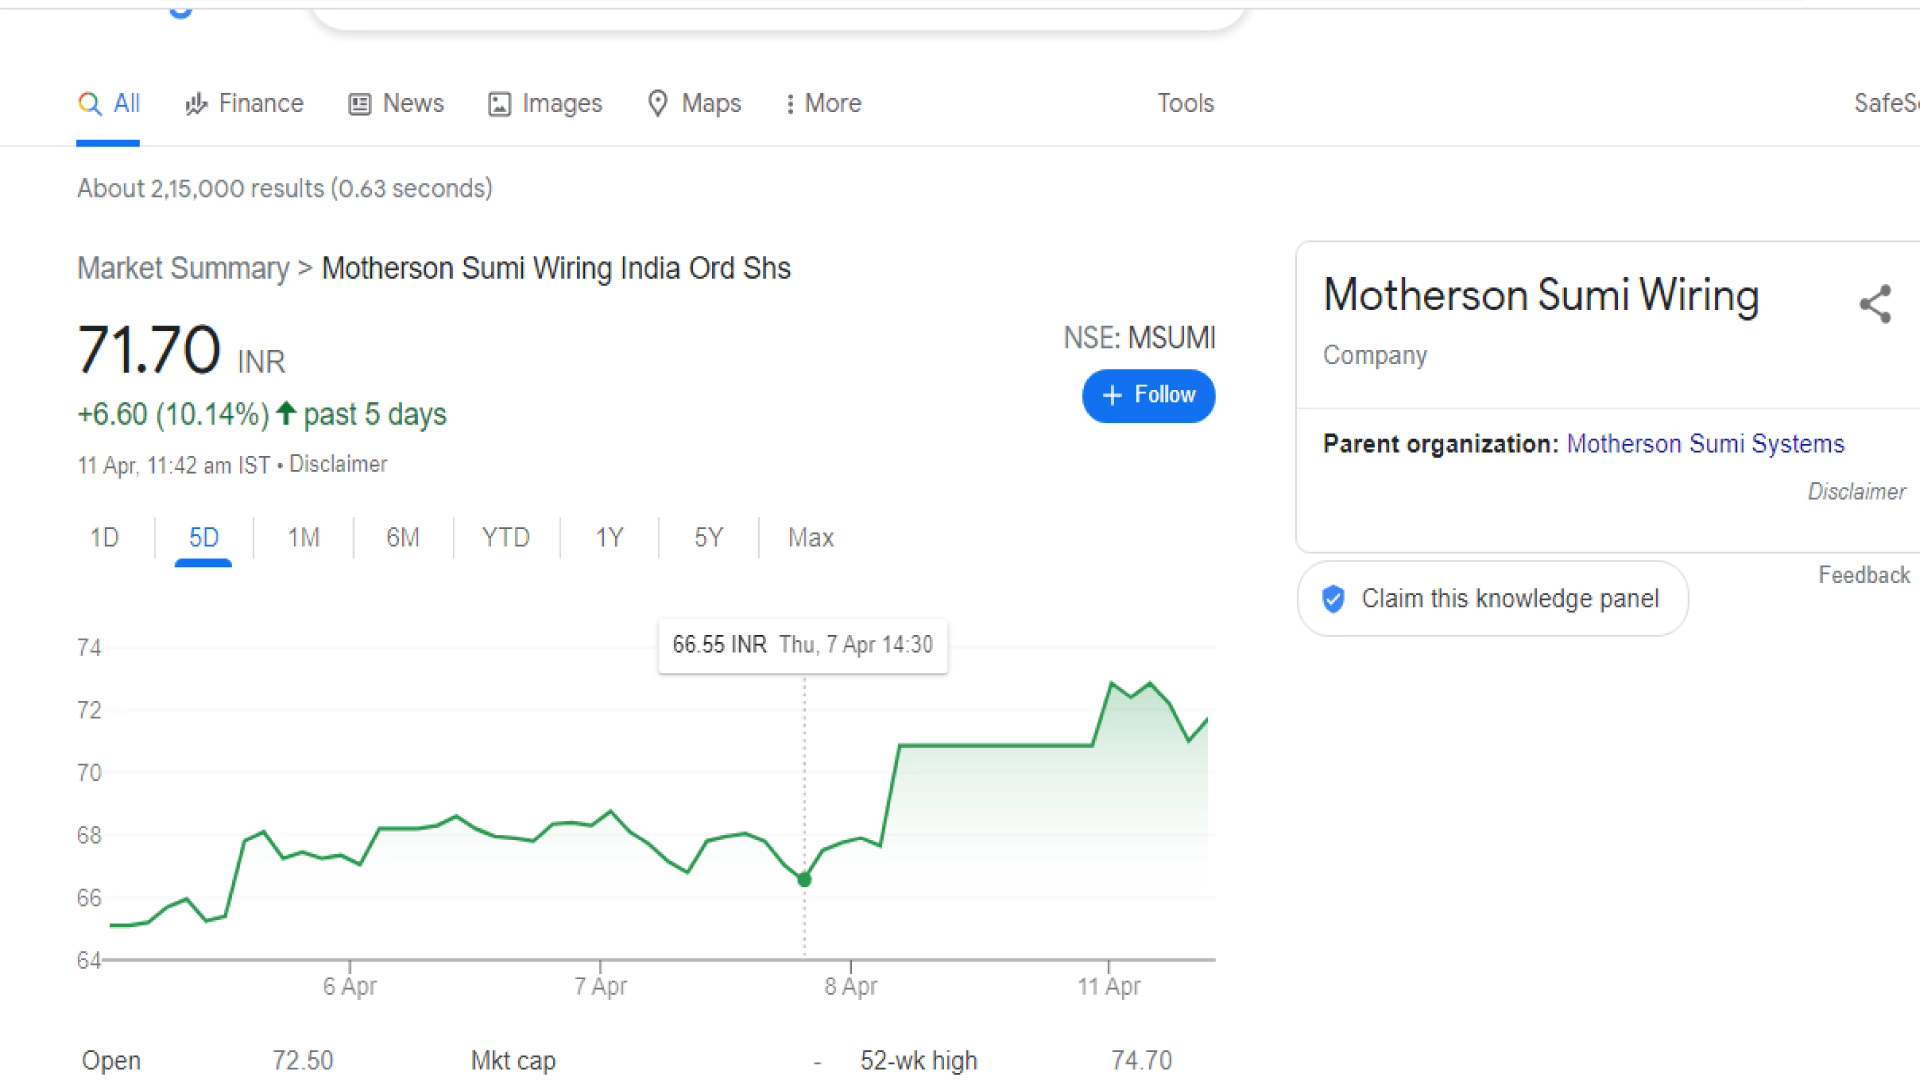 All Finance News Images Maps More Tools
About 2,15,000 results (0.63 seconds)
Market Summary > Motherson Sumi Wiring India Ord Shs
71.70 INR
+6.60 (10.14%) past 5 days
11 Apr, 11:42 am IST • Disclaimer
NSE: MSUMI
+ Follow
1D 5D 1M 6M YTD 1Y 5Y Max
66.55 INR Thu, 7 Apr 14:30
74
72
70
68
66
64
6 Apr 7 Apr 8 Apr 11 Apr
Open 72.50 Mkt cap - 52-wk high 74.70
Motherson Sumi Wiring
Company
Parent organization: Motherson Sumi Systems
Disclaimer
Feedback
Claim this knowledge panel